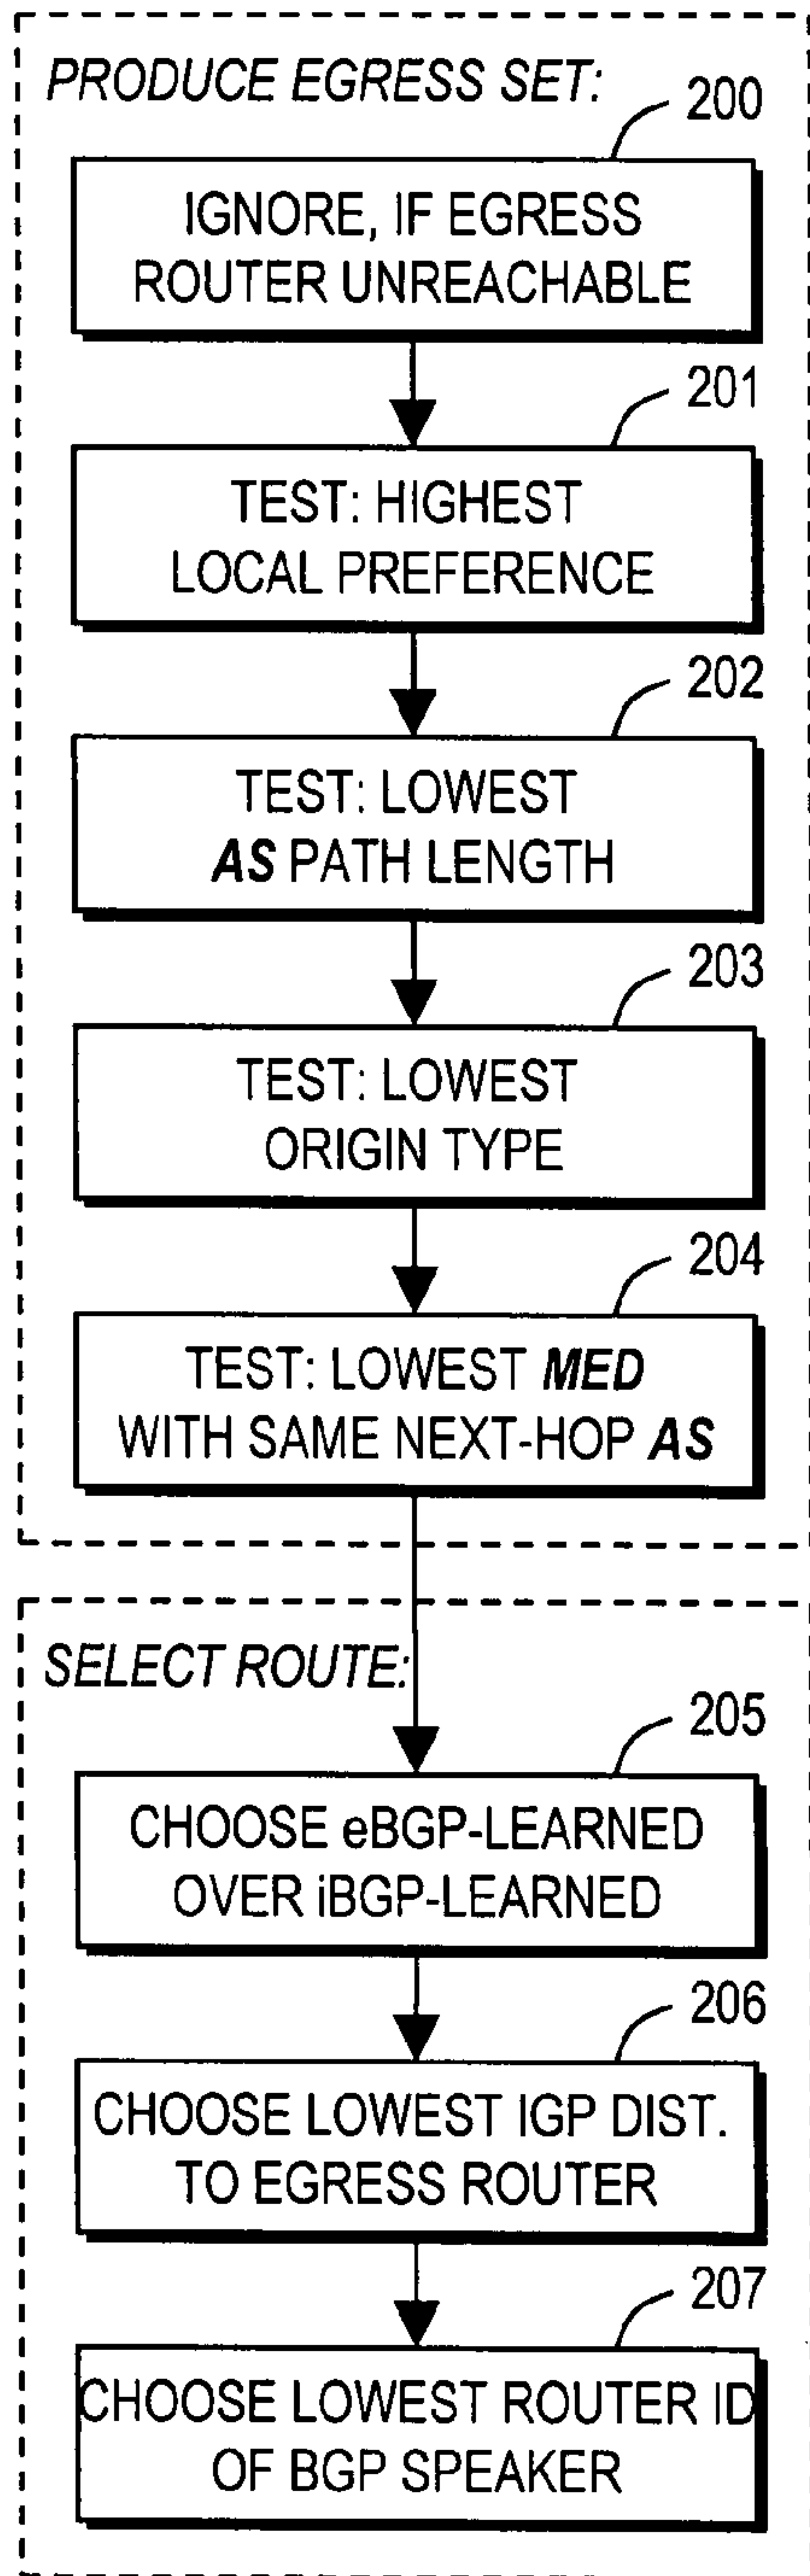 PRODUCE EGRESS SET:
200
IGNORE, IF EGRESS
ROUTER UNREACHABLE
201
TEST: HIGHEST
LOCAL PREFERENCE
202
TEST: LOWEST
AS PATH LENGTH
203
TEST: LOWEST
ORIGIN TYPE
204
TEST: LOWEST MED
WITH SAME NEXT-HOP AS
SELECT ROUTE:
205
CHOOSE eBGP-LEARNED
OVER iBGP-LEARNED
206
CHOOSE LOWEST IGP DIST.
TO EGRESS ROUTER
207
CHOOSE LOWEST ROUTER ID
OF BGP SPEAKER